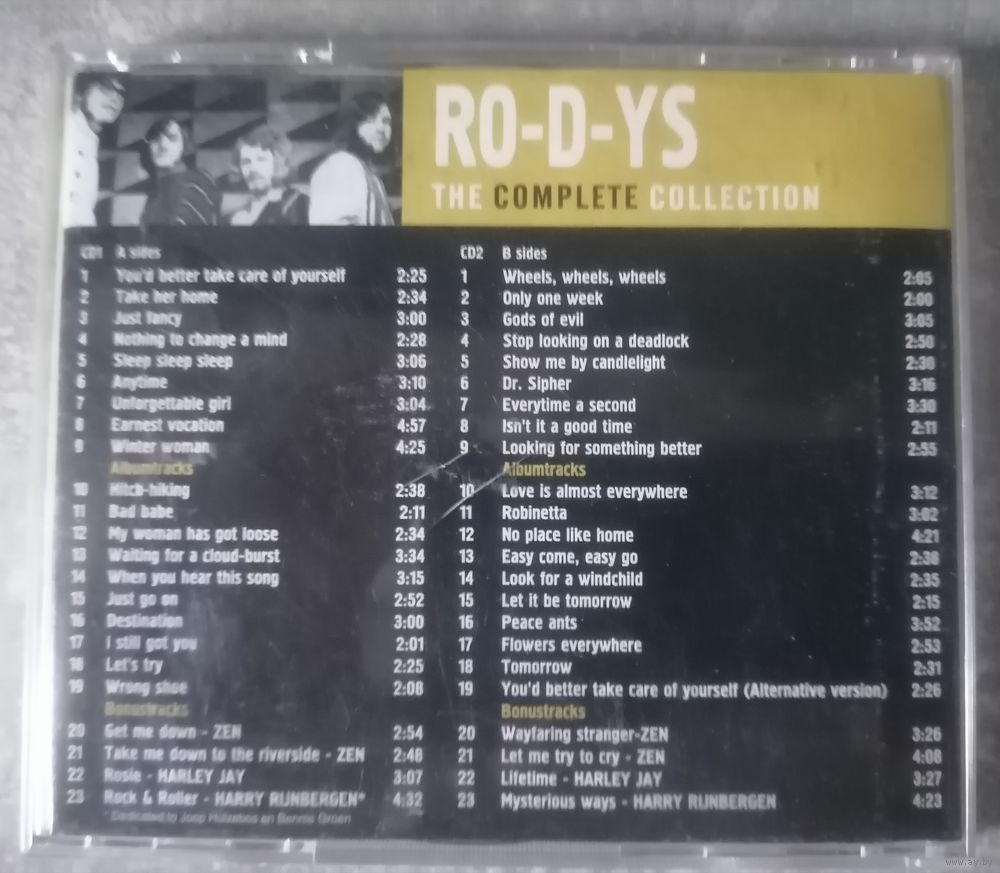 RO-D-YS
THE COMPLETE COLLECTION
CD1 A sides
1 You'd better take care of yourself 2:25
2 Take her home 2:34
3 Just fancy 3:00
4 Nothing to change a mind 2:28
5 Sleep sleep sleep 3:06
6 Anytime 3:10
7 Unforgettable girl 3:04
8 Earnest vocation 4:57
9 Winter woman 4:25
Albumtracks
10 Hitch-hiking 2:38
11 Bad babe 2:11
12 My woman has got loose 2:34
13 Waiting for a cloud-burst 3:34
14 When you hear this song 3:15
15 Just go on 2:52
16 Destination 3:00
17 I still got you 2:01
18 Let's try 2:25
19 Wrong shoe 2:08
Bonustracks
20 Get me down - ZEN 2:54
21 Take me down to the riverside - ZEN 2:48
22 Rosie - HARLEY JAY 3:07
23 Rock & Roller - HARRY RIJNBERGEN* 4:32
* Dedicated to Joop Hulzebos en Bennie Groen
CD2 B sides
1 Wheels, wheels, wheels 2:05
2 Only one week 2:00
3 Gods of evil 3:05
4 Stop looking on a deadlock 2:50
5 Show me by candlelight 2:30
6 Dr. Sipher 3:16
7 Everytime a second 3:30
8 Isn't it a good time 2:11
9 Looking for something better 2:55
Albumtracks
10 Love is almost everywhere 3:12
11 Robinetta 3:02
12 No place like home 4:21
13 Easy come, easy go 2:38
14 Look for a windchild 2:35
15 Let it be tomorrow 2:15
16 Peace ants 3:52
17 Flowers everywhere 2:53
18 Tomorrow 2:31
19 You'd better take care of yourself (Alternative version) 2:26
Bonustracks
20 Wayfaring stranger-ZEN 3:26
21 Let me try to cry - ZEN 4:08
22 Lifetime - HARLEY JAY 3:27
23 Mysterious ways - HARRY RIJNBERGEN 4:23
www.ay.by